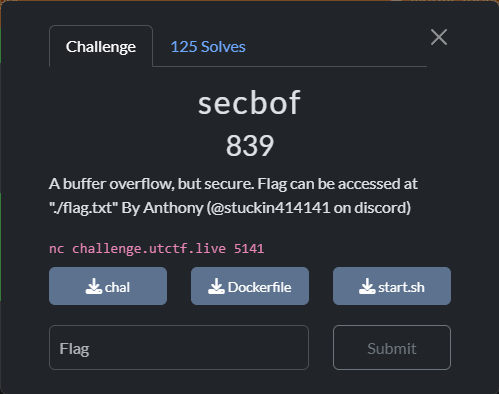 Challenge
125 Solves
secbof
839
A buffer overflow, but secure. Flag can be accessed at
"./flag.txt" By Anthony (@stuckin414141 on discord)
nc challenge.utctf.live 5141
chal
Dockerfile
start.sh
Flag
Submit